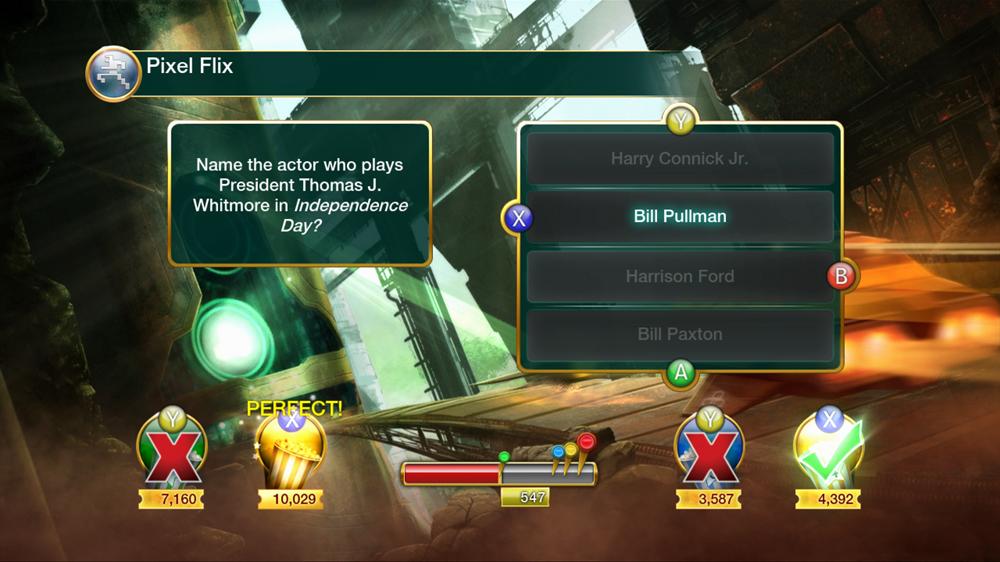 Pixel Flix
Name the actor who plays
President Thomas J.
Whitmore in Independence
Day?
Y
Harry Connick Jr.
X
Bill Pullman
Harrison Ford
B
Bill Paxton
A
PERFECT!
Y
X
Y
X
7,160
10,029
547
3,587
4,392